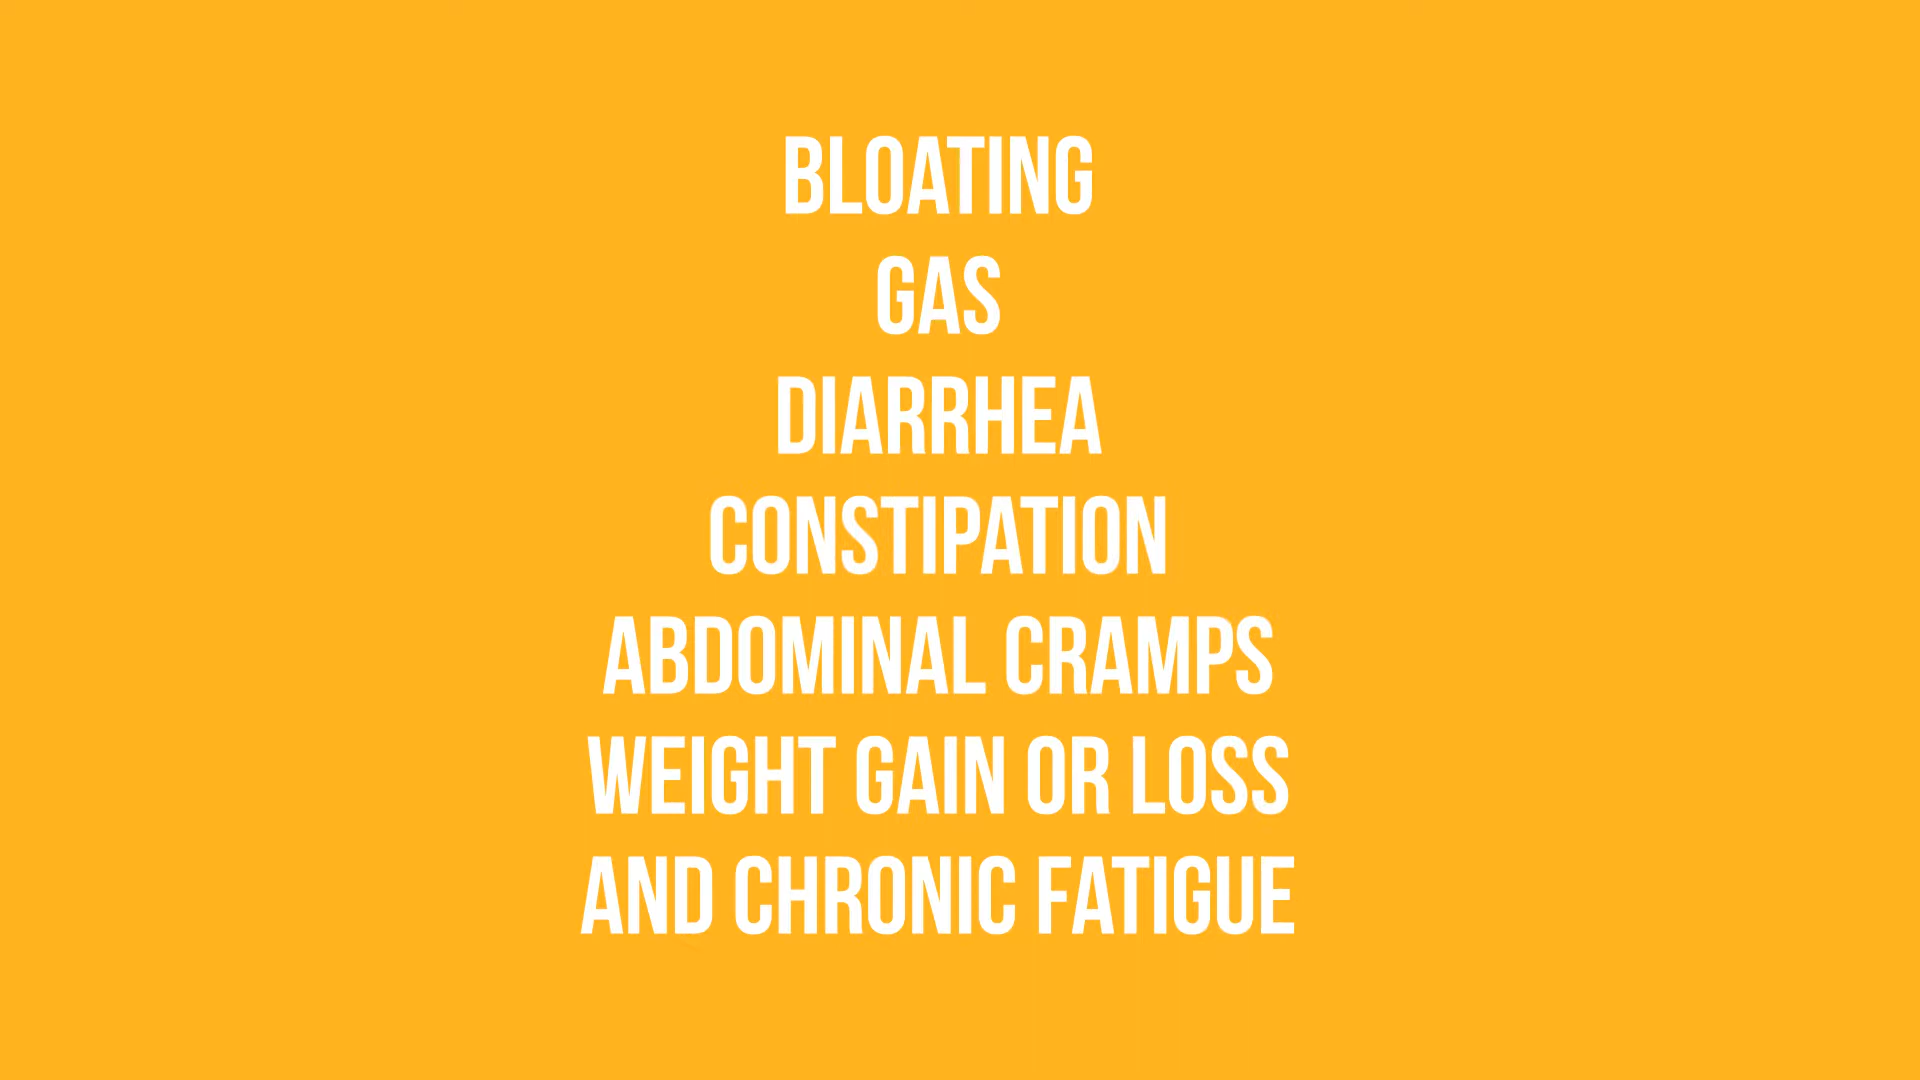 BLOATING
GAS
DIARRHEA
CONSTIPATION
ABDOMINAL CRAMPS
WEIGHT GAIN OR LOSS
AND CHRONIC FATIGUE